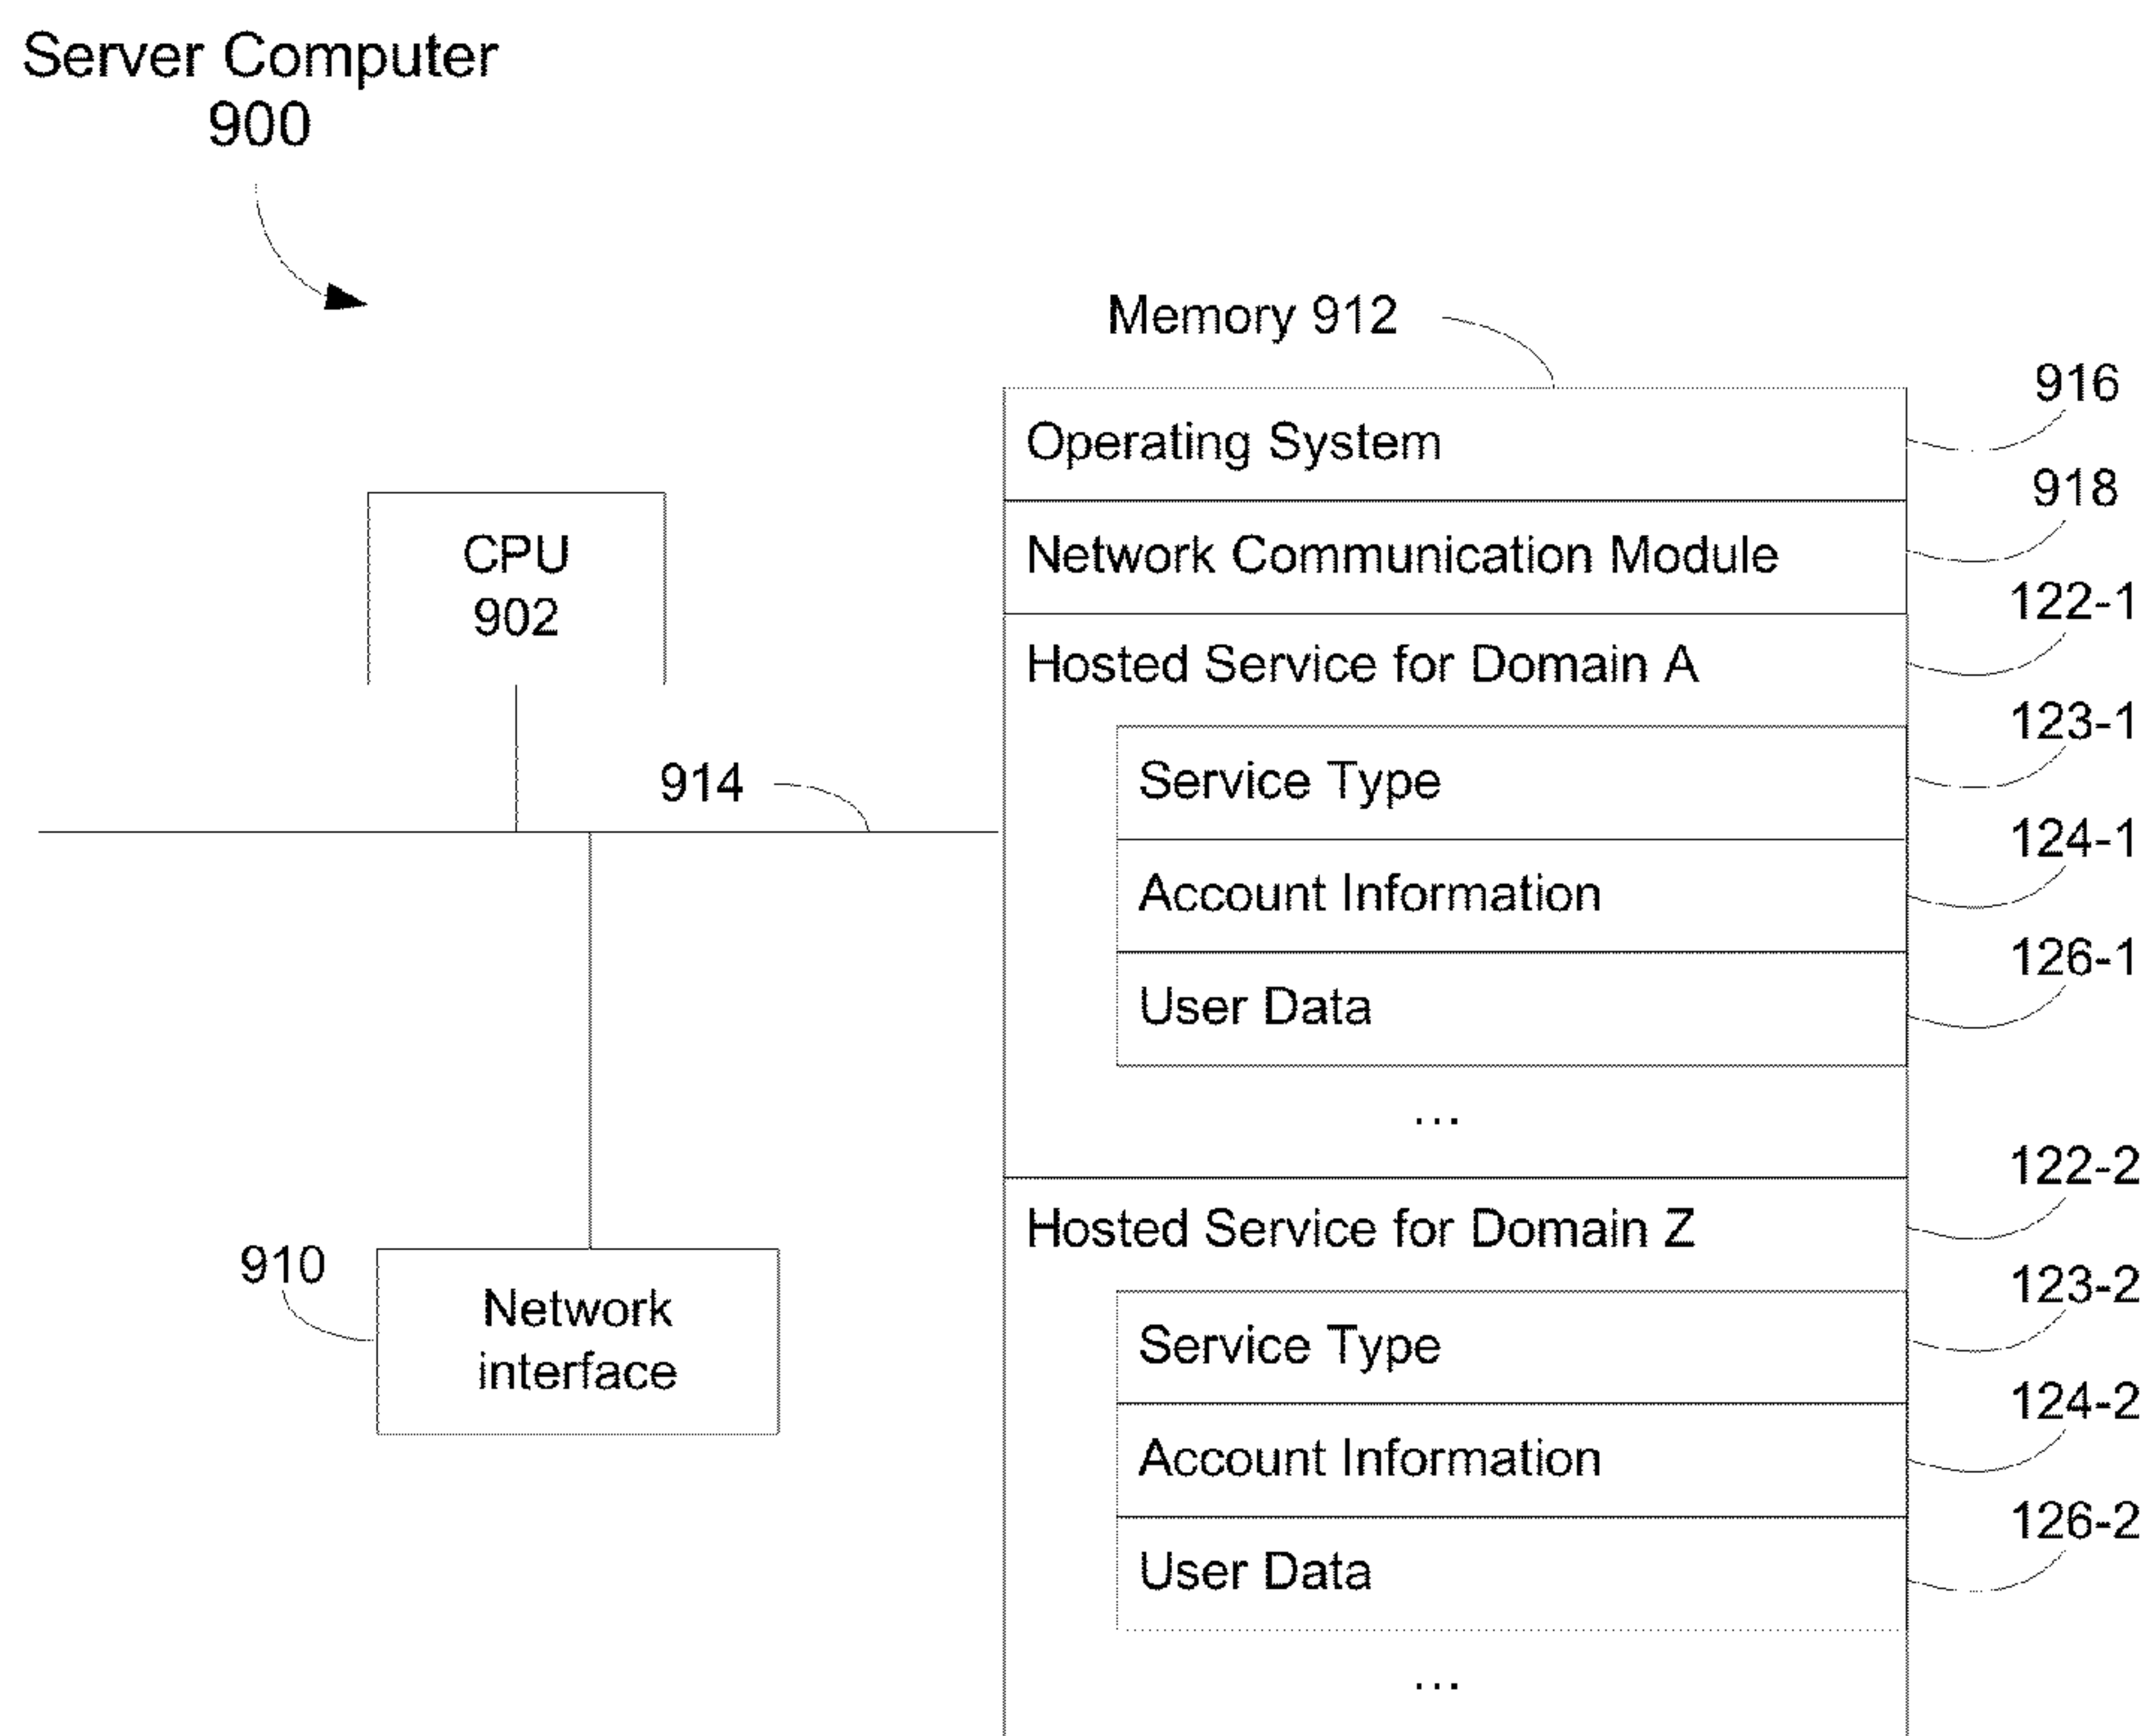 Server Computer
900
Memory 912
916
Operating System
918
Network Communication Module
CPU
902
122-1
Hosted Service for Domain A
123-1
Service Type
914
124-1
Account Information
126-1
User Data
...
122-2
Hosted Service for Domain Z
910
Network
interface
123-2
Service Type
124-2
Account Information
126-2
User Data
...